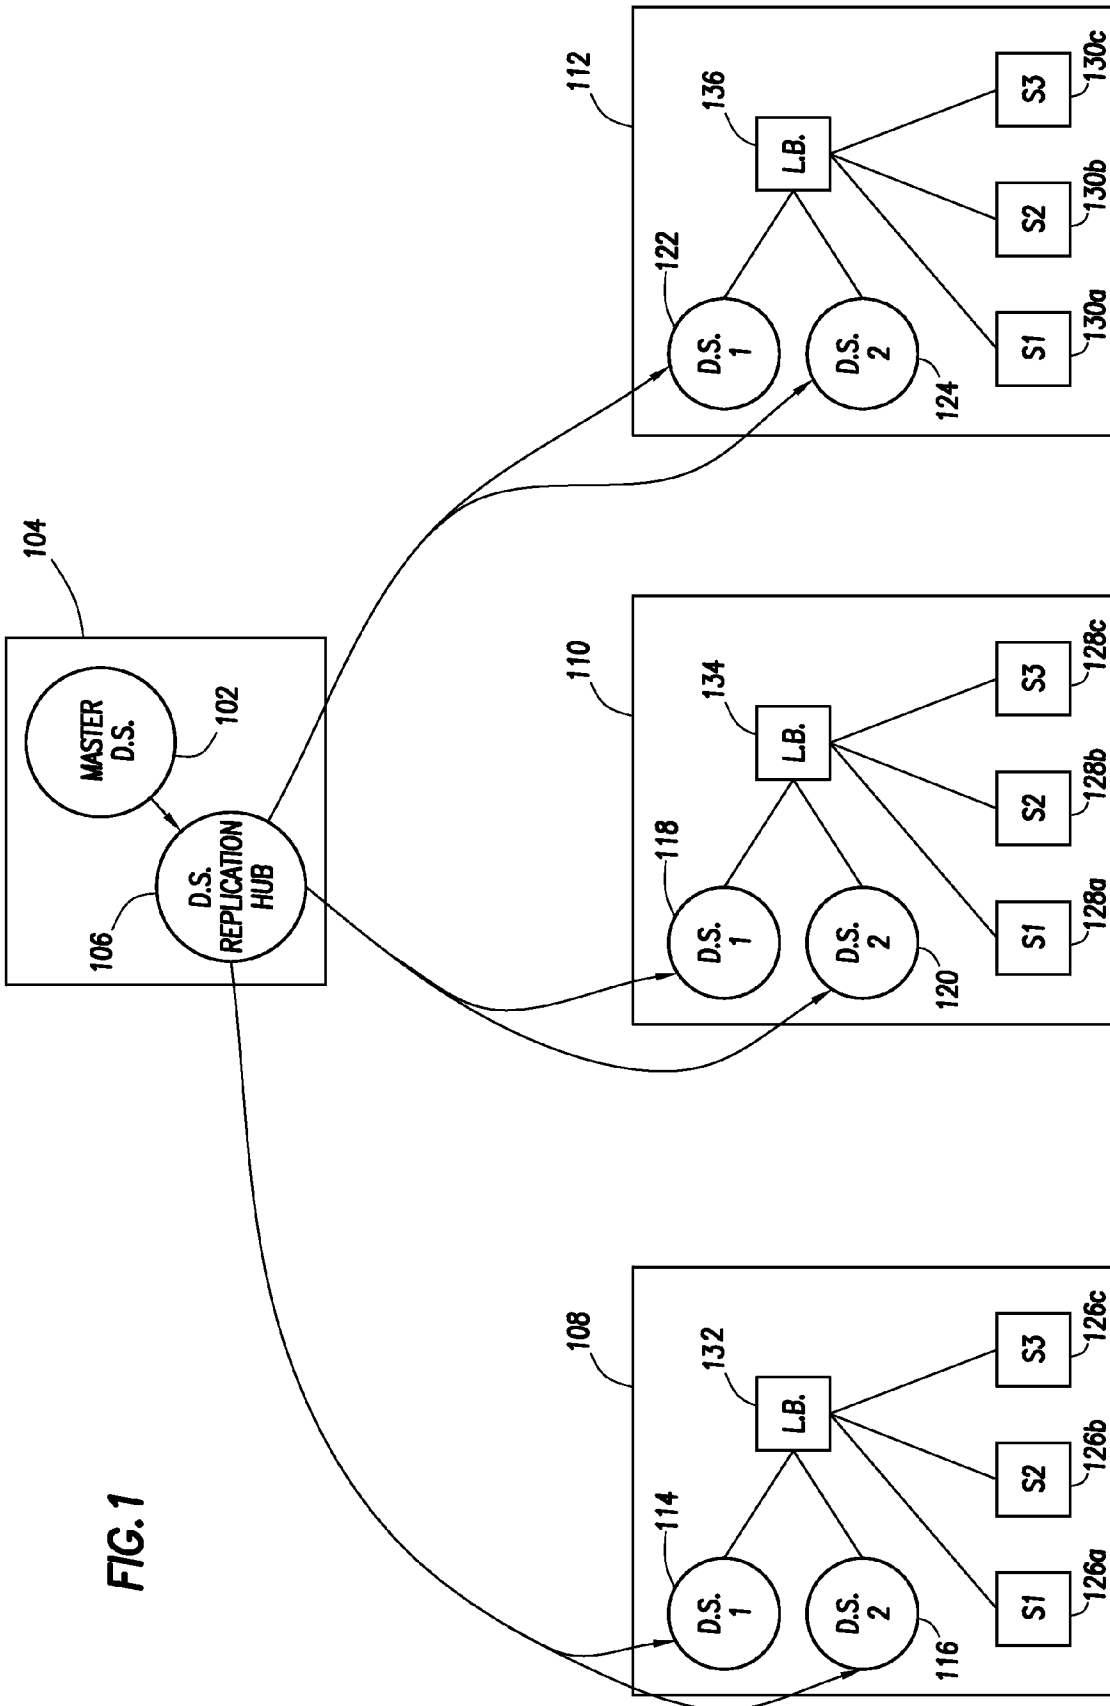 FIG. 1
104
MASTER
D.S.
102
106
D.S.
REPLICATION
HUB
108
114
D.S.
1
132
L.B.
D.S.
2
116
S1
S2
S3
126a
126b
126c
110
118
D.S.
1
134
L.B.
D.S.
2
120
S1
S2
S3
128a
128b
128c
112
122
D.S.
1
136
L.B.
D.S.
2
124
S1
S2
S3
130a
130b
130c